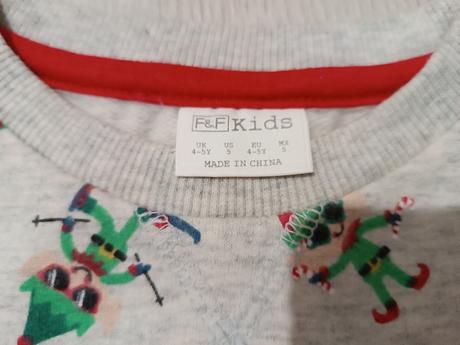 F&F Kids
UK US EU MX
4-5Y 5 4-5Y 5
MADE IN CHINA